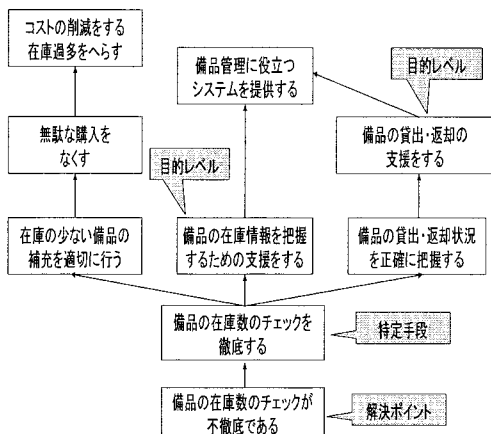 コストの削減をする
在庫過多をへらす
備品管理に役立つ
システムを提供する
目的レベル
無駄な購入を
なくす
備品の貸出・返却の
支援をする
目的レベル
在庫の少ない備品の
補充を適切に行う
備品の在庫情報を把握
するための支援をする
備品の貸出・返却状況
を正確に把握する
備品の在庫数のチェックを
徹底する
特定手段
備品の在庫数のチェックが
不徹底である
解決ポイント